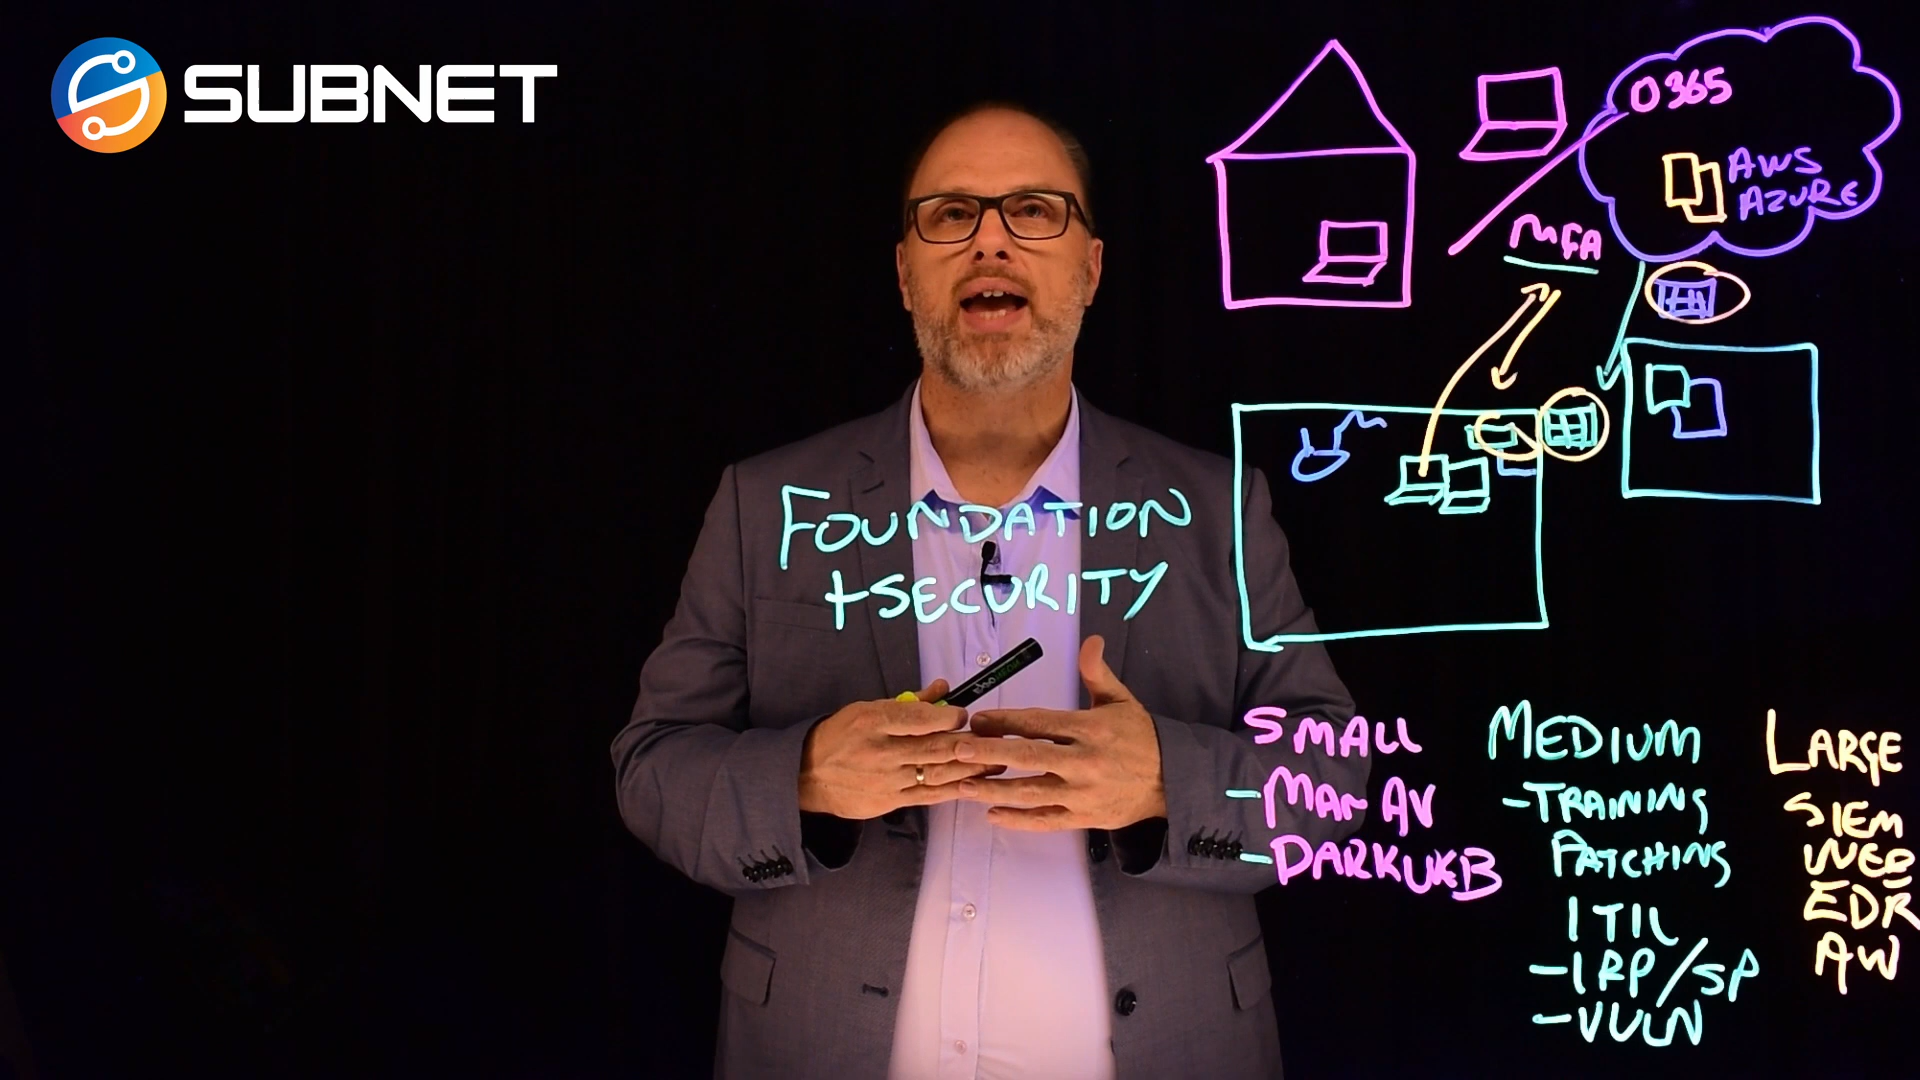 SUBNET
O365
AWS
AZURE
MFA
FOUNDATION
+SECURITY
SMALL
-MAN AV
-DARKWEB
MEDIUM
-TRAINING
PATCHING
ITIL
-IRP/SP
-VULN
LARGE
SIEM
WEB
EDR
AW